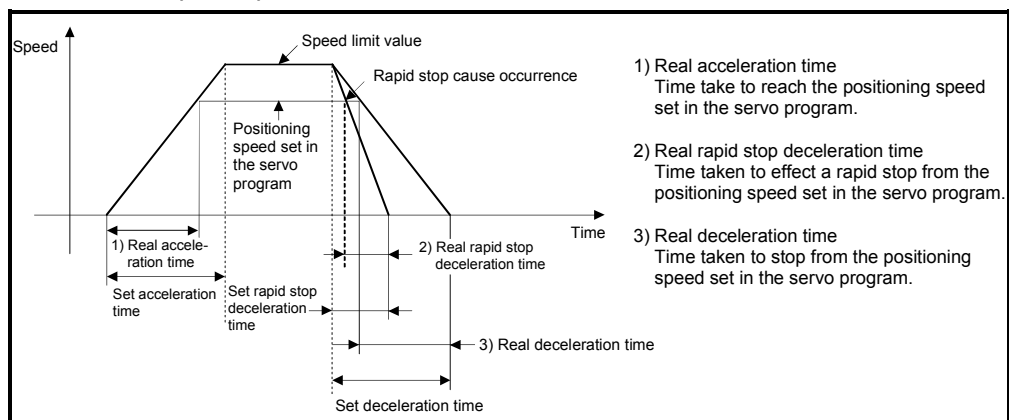 Speed
Speed limit value
Rapid stop cause occurrence
Positioning
speed set in
the servo
program
Time
1) Real accele-
ration time
Set acceleration
time
Set rapid stop
deceleration
time
2) Real rapid stop
deceleration time
3) Real deceleration time
Set deceleration time
1) Real acceleration time
Time take to reach the positioning speed
set in the servo program.
2) Real rapid stop deceleration time
Time taken to effect a rapid stop from the
positioning speed set in the servo program.
3) Real deceleration time
Time taken to stop from the positioning
speed set in the servo program.